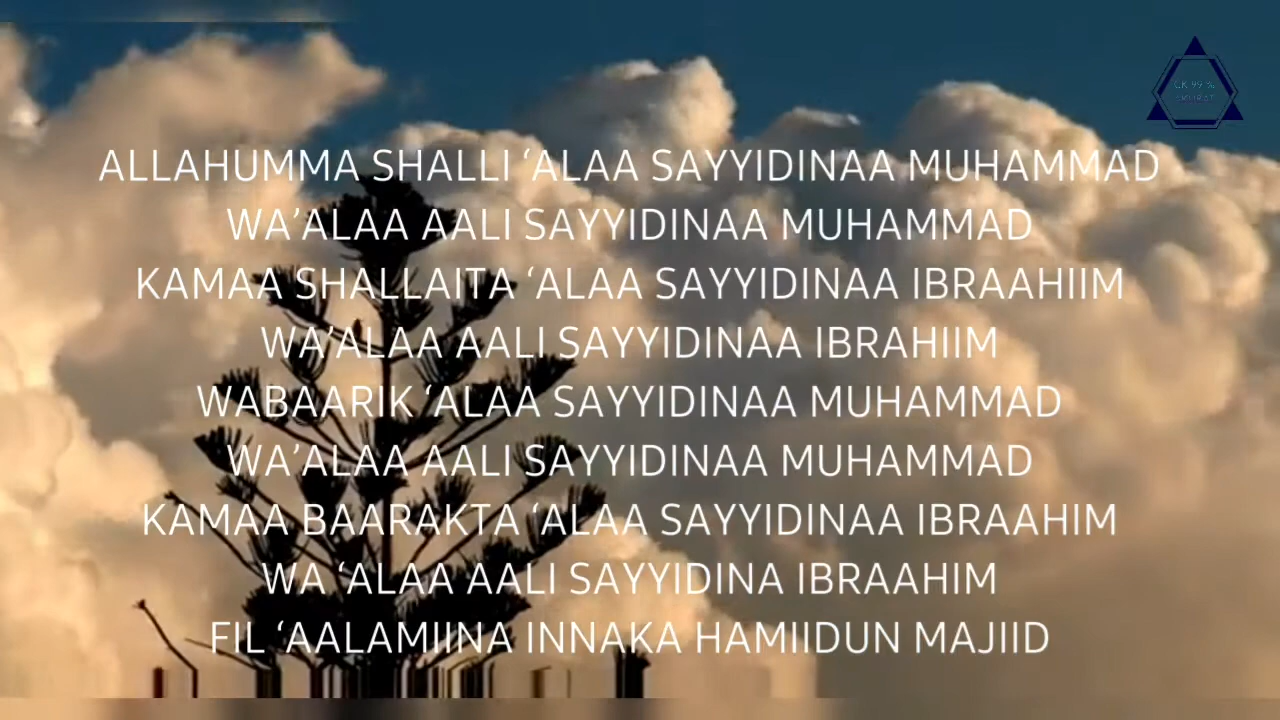 ALLAHUMMA SHALLI ‘ALAA SAYYIDINAA MUHAMMAD
WA’ALAA AALI SAYYIDINAA MUHAMMAD
KAMAA SHALLAITA ‘ALAA SAYYIDINAA IBRAAHIIM
WA’ALAA AALI SAYYIDINAA IBRAHIIM
WABAARIK ‘ALAA SAYYIDINAA MUHAMMAD
WA’ALAA AALI SAYYIDINAA MUHAMMAD
KAMAA BAARAKTA ‘ALAA SAYYIDINAA IBRAAHIM
WA ‘ALAA AALI SAYYIDINA IBRAAHIM
FIL ‘AALAMIINA INNAKA HAMIIDUN MAJIID